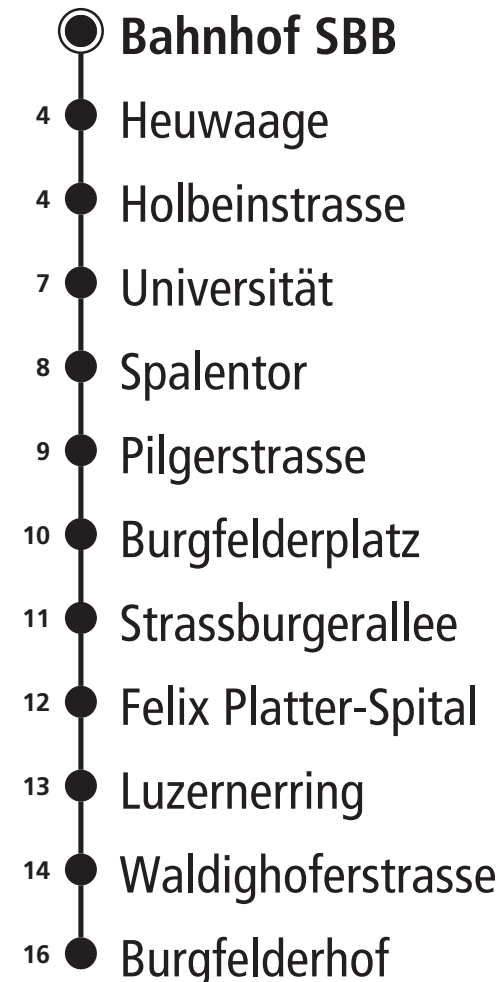 Bahnhof SBB
4 Heuwaage
4 Holbeinstrasse
7 Universität
8 Spalentor
9 Pilgerstrasse
10 Burgfelderplatz
11 Strassburgerallee
12 Felix Platter-Spital
13 Luzernerring
14 Waldighoferstrasse
16 Burgfelderhof